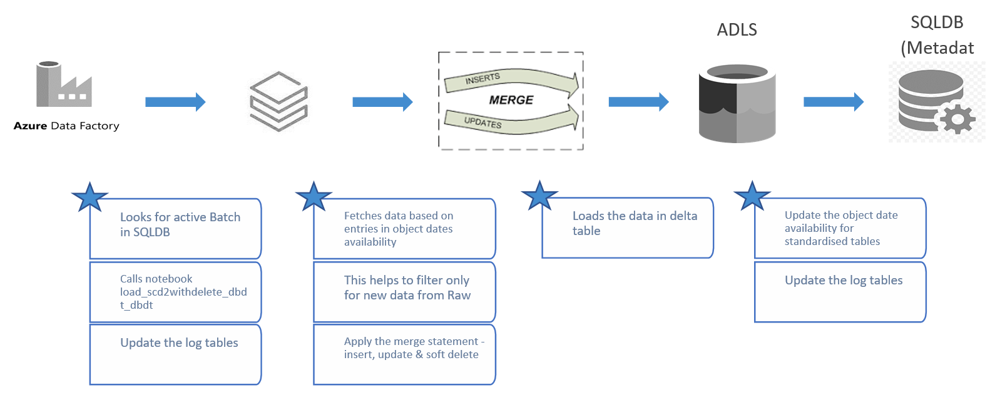 ADLS
SQLDB
(Metadat
Azure Data Factory
INSERTS
MERGE
UPDATES
Looks for active Batch
in SQLDB
Calls notebook
load_scd2withdelete_dbd
t_dbdt
Update the log tables
Fetches data based on
entries in object dates
availability
This helps to filter only
for new data from Raw
Apply the merge statement -
insert, update & soft delete
Loads the data in delta
table
Update the object date
availability for
standardised tables
Update the log tables